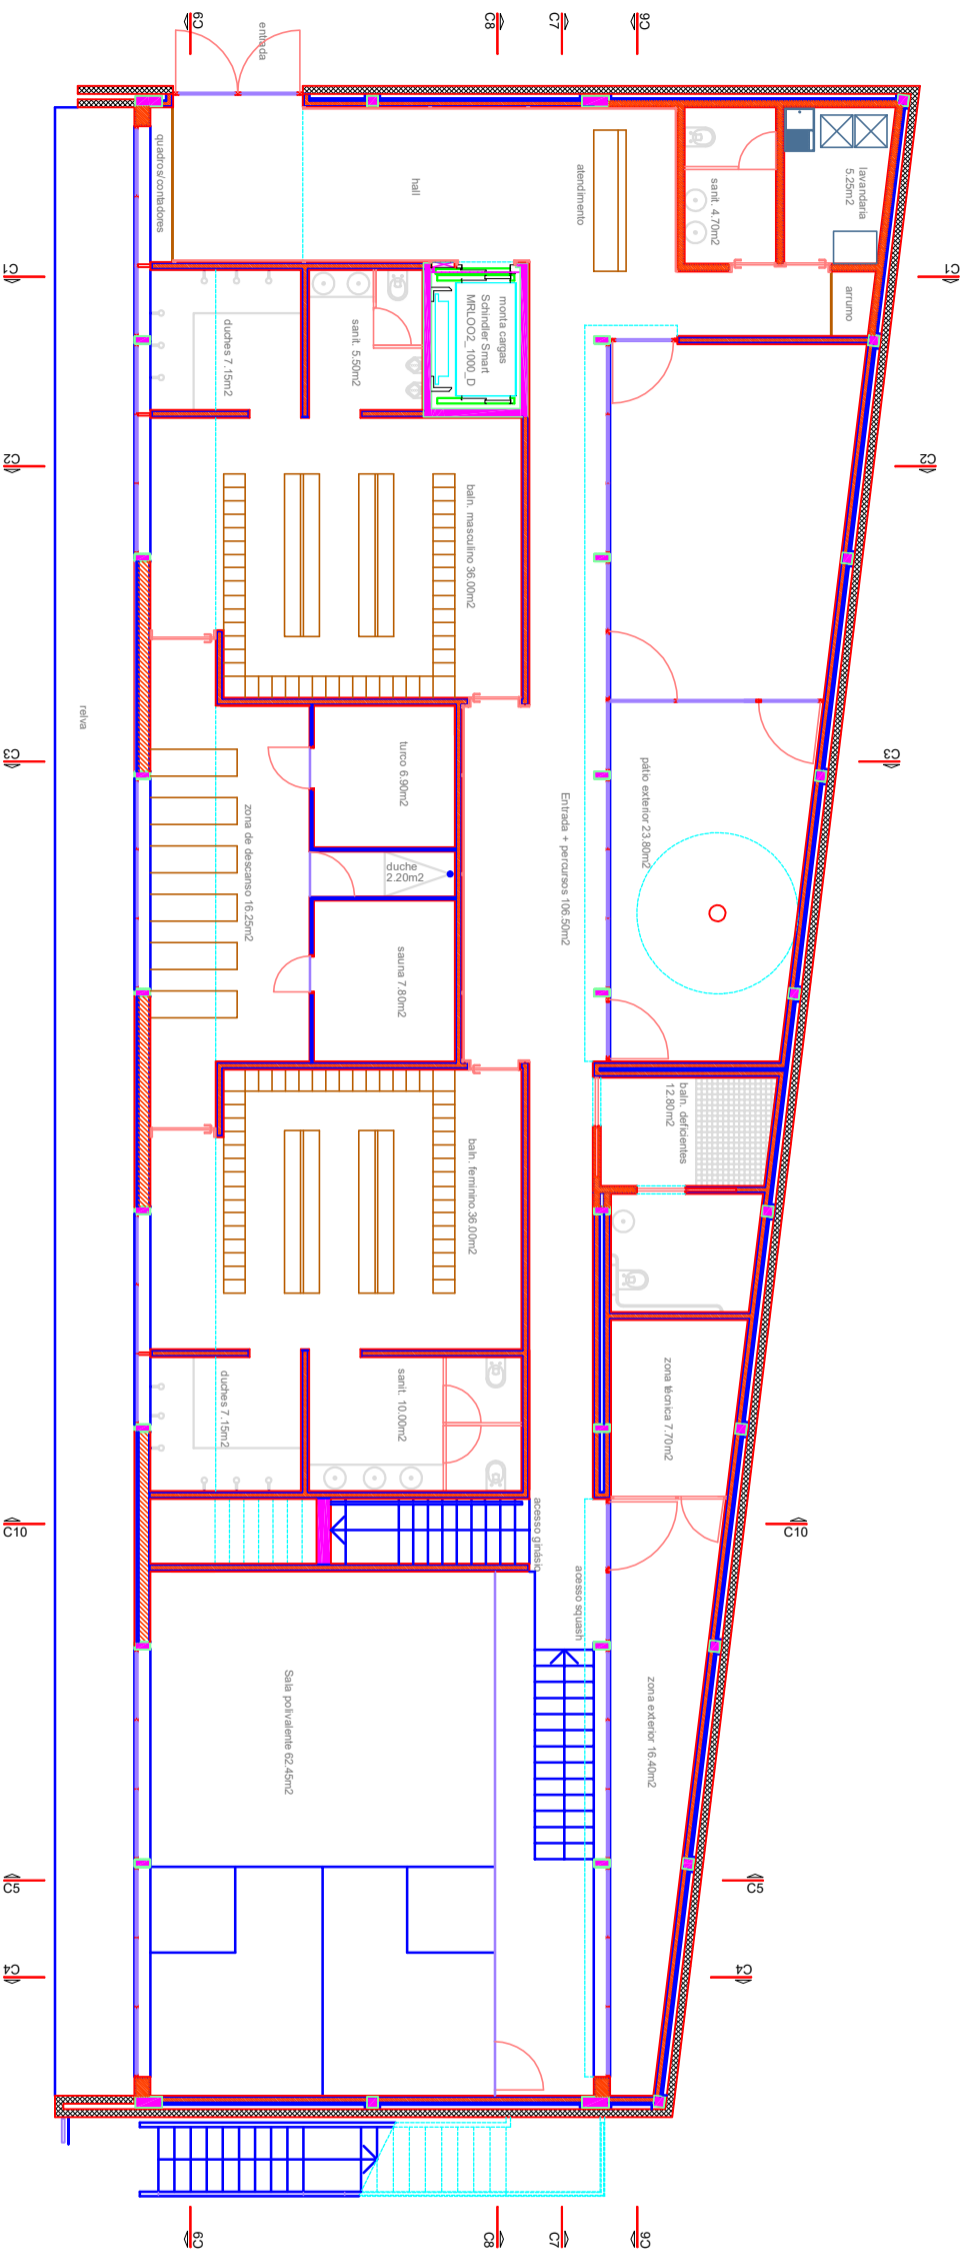 C9
C8
C7
C6
entrada
quadros/contadores
hall
atendimento
sanit. 4.70m2
lavandaria
5.25m2
arrumo
C1
C1
duches 7.15m2
sanit. 5.50m2
monta cargas
Schindler Smart
MRLOO2_1000_D
C2
C2
baln. masculino 36.00m2
relva
C3
C3
turco 6.90m2
pátio exterior 23.80m2
zona de descanso 16.25m2
duche
2.20m2
Entrada + percursos 106.50m2
sauna 7.80m2
baln. deficientes
12.80m2
baln. feminino.36.00m2
duches 7.15m2
sanit. 10.00m2
zona técnica 7.70m2
C10
C10
acesso ginásio
acesso squash
Sala polivalente 62.45m2
zona exterior 16.40m2
C5
C5
C4
C4
C9
C8
C7
C6